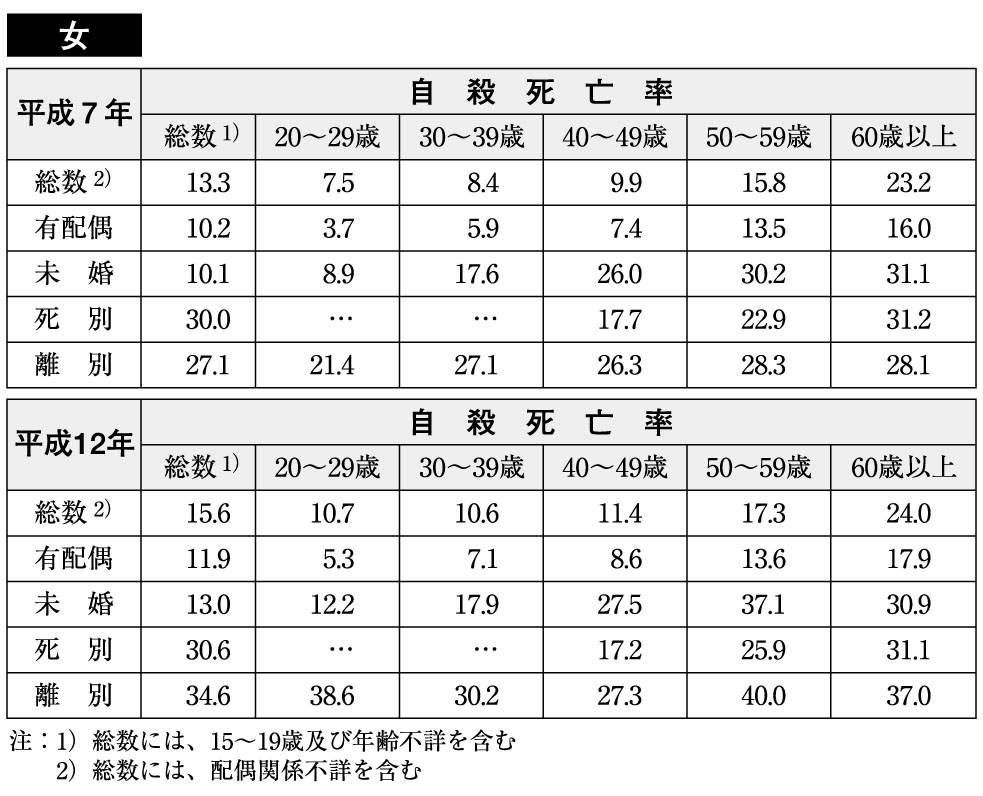 女
平成7年 自殺死亡率
総数1) 20〜29歳 30〜39歳 40〜49歳 50〜59歳 60歳以上
総数2) 13.3 7.5 8.4 9.9 15.8 23.2
有配偶 10.2 3.7 5.9 7.4 13.5 16.0
未婚 10.1 8.9 17.6 26.0 30.2 31.1
死別 30.0 … … 17.7 22.9 31.2
離別 27.1 21.4 27.1 26.3 28.3 28.1
平成12年 自殺死亡率
総数1) 20〜29歳 30〜39歳 40〜49歳 50〜59歳 60歳以上
総数2) 15.6 10.7 10.6 11.4 17.3 24.0
有配偶 11.9 5.3 7.1 8.6 13.6 17.9
未婚 13.0 12.2 17.9 27.5 37.1 30.9
死別 30.6 … … 17.2 25.9 31.1
離別 34.6 38.6 30.2 27.3 40.0 37.0
注：1) 総数には、15〜19歳及び年齢不詳を含む
2) 総数には、配偶関係不詳を含む